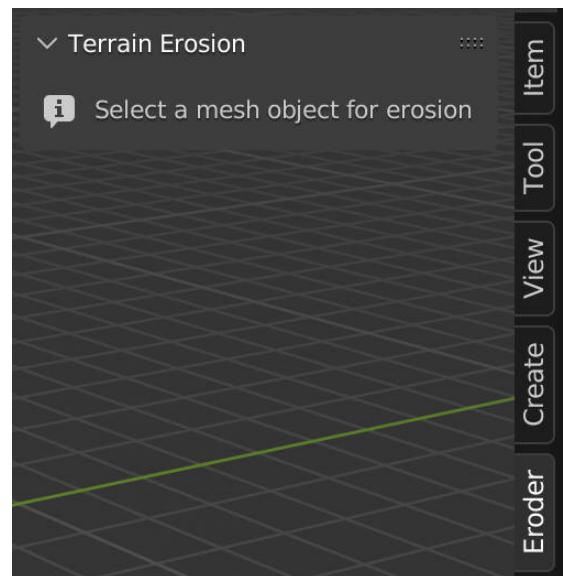 Terrain Erosion
Select a mesh object for erosion
Item
Tool
View
Create
Eroder